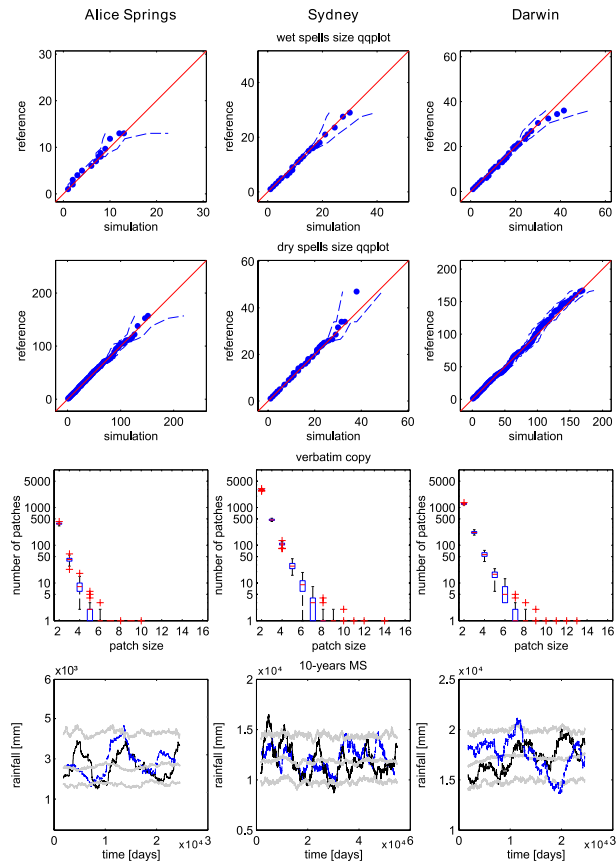 Alice Springs Sydney Darwin
wet spells size qqplot
reference reference reference
30 20 10 0
40 20 0
60 40 20 0
0 10 20 30
0 20 40
0 20 40 60
simulation simulation simulation
dry spells size qqplot
reference reference reference
200 100 0
60 40 20 0
200 150 100 50 0
0 100 200
0 20 40 60
0 50 100 150 200
simulation simulation simulation
verbatim copy
number of patches number of patches number of patches
5000 1000 500 100 50 10 5 1
5000 1000 500 100 50 10 5 1
5000 1000 500 100 50 10 5 1
2 4 6 8 10 12 14 16
2 4 6 8 10 12 14 16
2 4 6 8 10 12 14 16
patch size patch size patch size
10-years MS
×10³ ×10⁴ ×10⁴
rainfall [mm] rainfall [mm] rainfall [mm]
6 5 3 1
2 1.5 1 0.5
2.5 2 1.5 1
0 1 2 3
0 2 4 6
0 1 2 3
×10⁴ ×10⁴ ×10⁴
time [days] time [days] time [days]